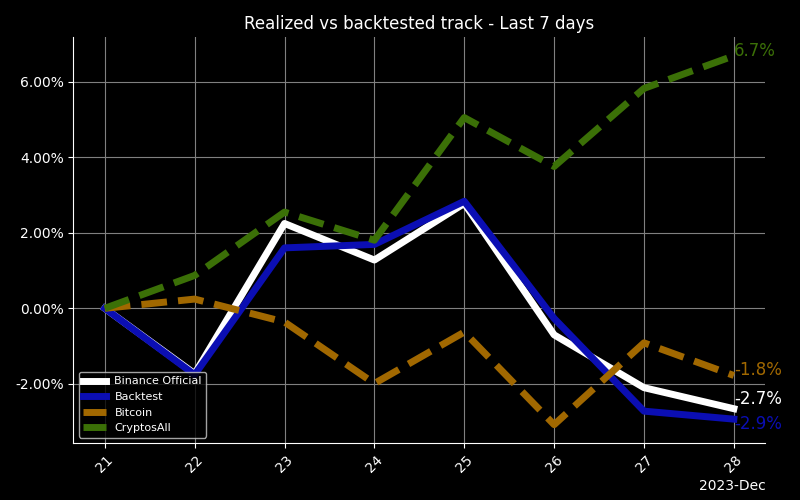 Realized vs backtested track - Last 7 days
6.00%
4.00%
2.00%
0.00%
-2.00%
6.7%
-1.8%
-2.7%
-2.9%
Binance Official
Backtest
Bitcoin
CryptosAll
21
22
23
24
25
26
27
28
2023-Dec